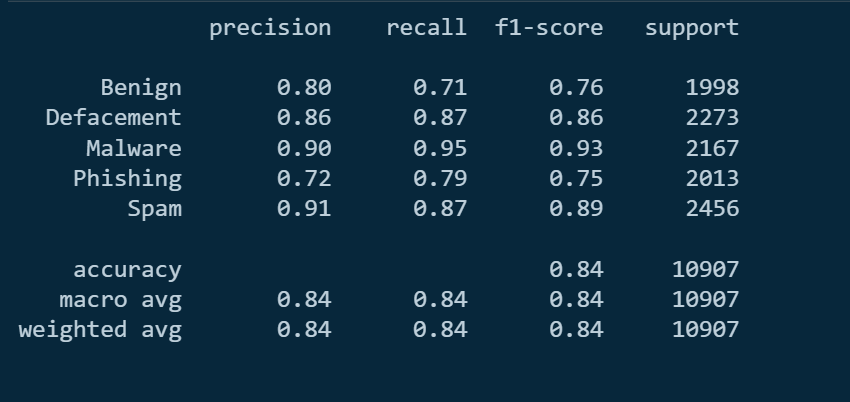 precision recall f1-score support
Benign 0.80 0.71 0.76 1998
Defacement 0.86 0.87 0.86 2273
Malware 0.90 0.95 0.93 2167
Phishing 0.72 0.79 0.75 2013
Spam 0.91 0.87 0.89 2456
accuracy 0.84 10907
macro avg 0.84 0.84 0.84 10907
weighted avg 0.84 0.84 0.84 10907